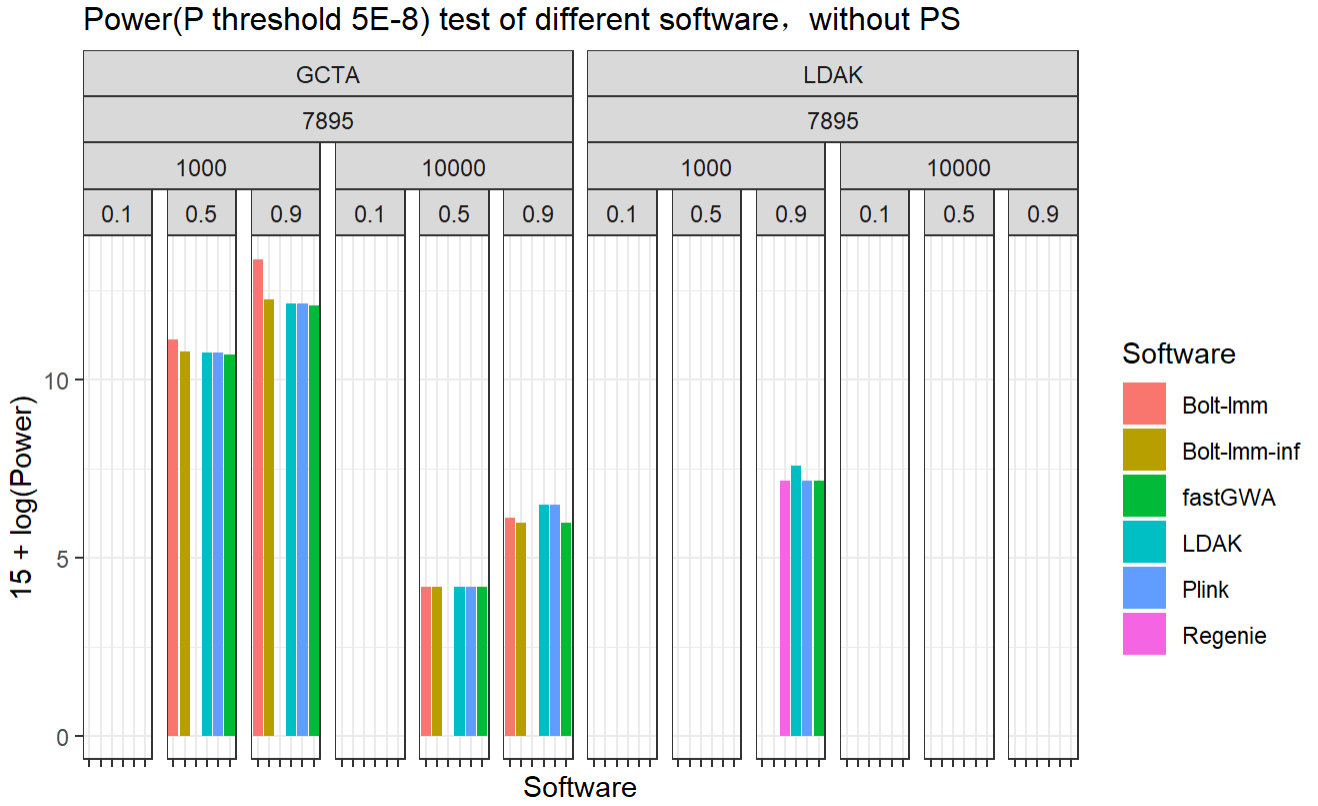 Power(P threshold 5E-8) test of different software，without PS
GCTA LDAK
7895 7895
1000 10000 1000 10000
0.1 0.5 0.9 0.1 0.5 0.9 0.1 0.5 0.9 0.1 0.5 0.9
15 + log(Power)
10
5
0
Software
Software
Bolt-lmm
Bolt-lmm-inf
fastGWA
LDAK
Plink
Regenie